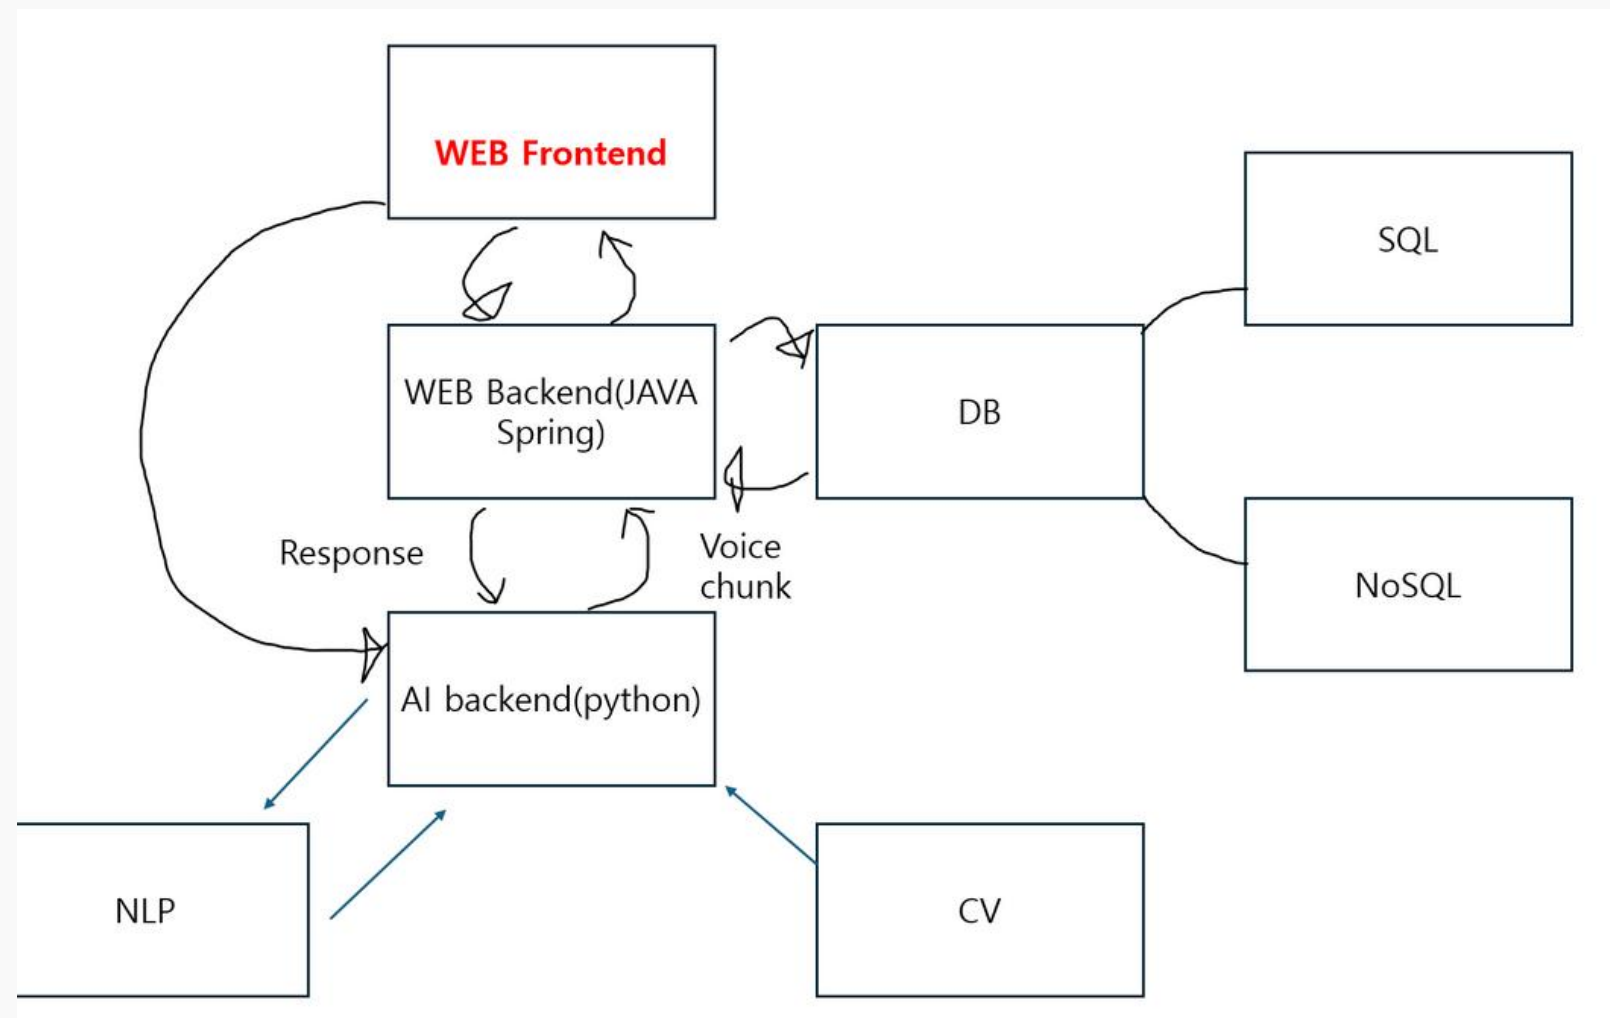 WEB Frontend
SQL
WEB Backend(JAVA
Spring)
DB
Response
Voice
chunk
NoSQL
AI backend(python)
NLP
CV